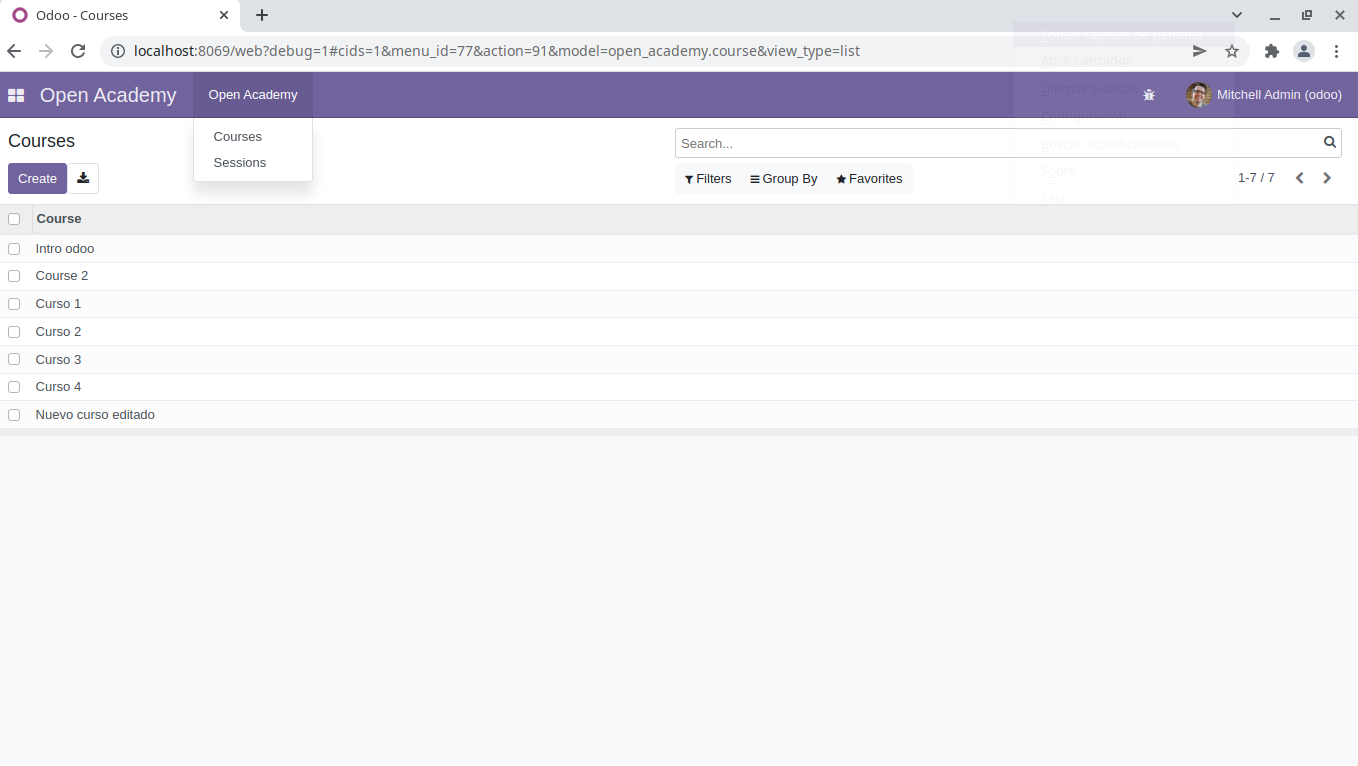 Odoo - Courses
localhost:8069/web?debug=1#cids=1&menu_id=77&action=91&model=open_academy.course&view_type=list
Open Academy Open Academy Mitchell Admin (odoo)
Abrir Lanzador
Últimas Subidas
Configuración
Buscar actualizaciones
Sobre
Salir
Courses
Sessions
Courses
Search...
Create
Filters Group By Favorites 1-7 / 7
Course
Intro odoo
Course 2
Curso 1
Curso 2
Curso 3
Curso 4
Nuevo curso editado